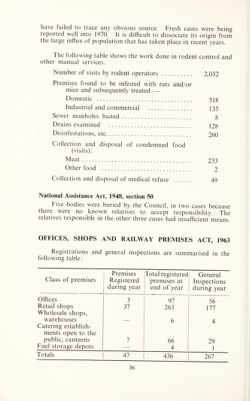 have failed to trace any obvious source. Fresh cases were being
reported well into 1970. It is difficult to dissociate its origin from
the large influx of population that has taken place in recent years.
The following table shows the work done in rodent control and
other manual services.
Number of visits by rodent operators .......... 2,032
Premises found to be infested with rats and/or
mice and subsequently treated:—
Domestic .......... 318
Industrial and commercial .......... 135
Sewer manholes baited .......... 8
Drains examined .......... 128
Disinfestations, etc. .......... 260
Collection and disposal of condemned food
(visits):
Meat .......... 233
Other food .......... 2
Collection and disposal of medical refuse ...... 49
National Assistance Act, 1948, section 50
Five bodies were buried by the Council, in two cases because
there were no known relatives to accept responsibility. The
relatives responsible in the other three cases had insufficient means.
OFFICES, SHOPS AND RAILWAY PREMISES ACT, 1963
Registrations and general inspections are summarised in the
following table:
Class of premises | Premises Registered during year | Total registered premises at end of year | General Inspections during year
Offices 3 97 56
Retail shops 37 263 177
Wholesale shops,
warehouses — 6 4
Catering establish-
ments open to the
public, canteens 7 66 29
Fuel storage depots — 4 1
Totals 47 436 267
36